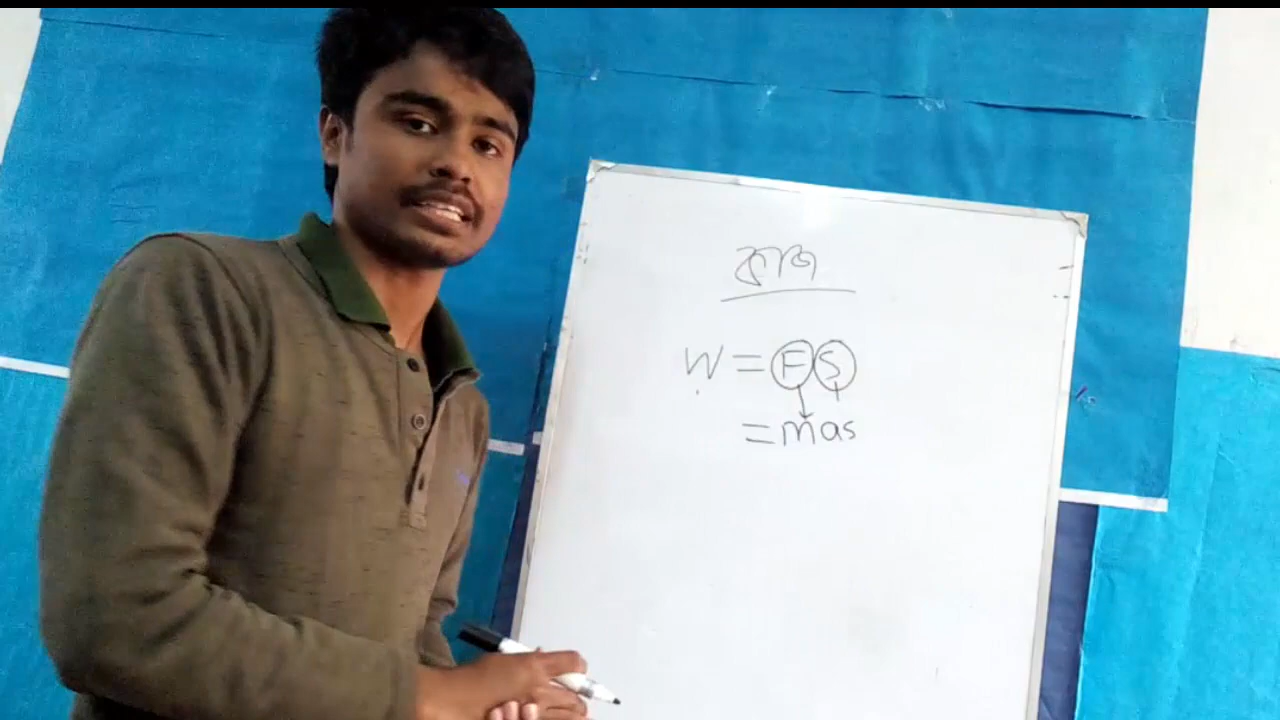 কাজ
W = FS
= mas